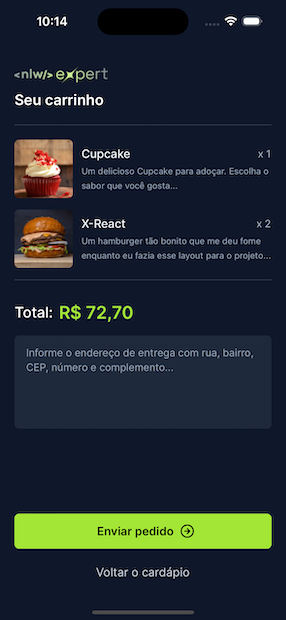 10:14
<nlw/> expert
Seu carrinho
Cupcake x 1
Um delicioso Cupcake para adoçar. Escolha o
sabor que você gosta...
X-React x 2
Um hamburger tão bonito que me deu fome
enquanto eu fazia esse layout para o projeto...
Total: R$ 72,70
Informe o endereço de entrega com rua, bairro,
CEP, número e complemento...
Enviar pedido
Voltar o cardápio